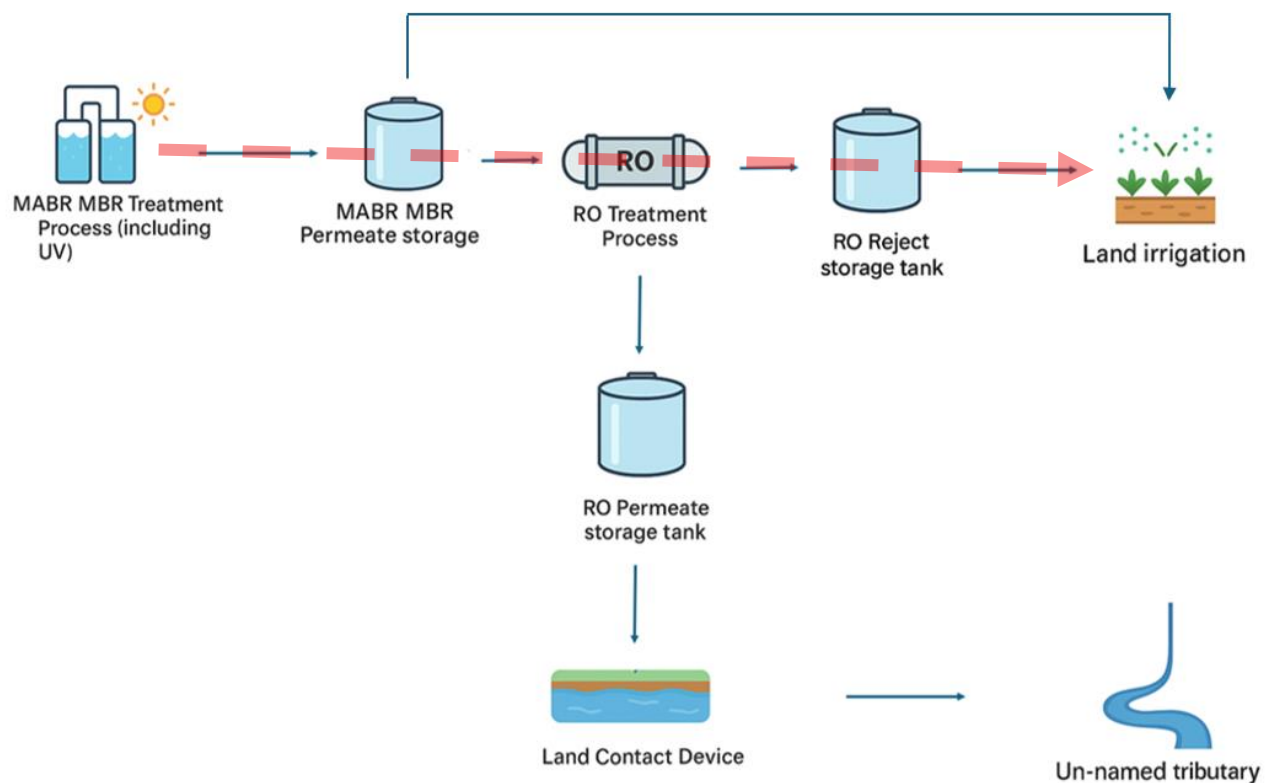 MABR MBR Treatment
Process (including
UV)
MABR MBR
Permeate storage
RO
RO Treatment
Process
RO Reject
storage tank
Land irrigation
RO Permeate
storage tank
Land Contact Device
Un-named tributary